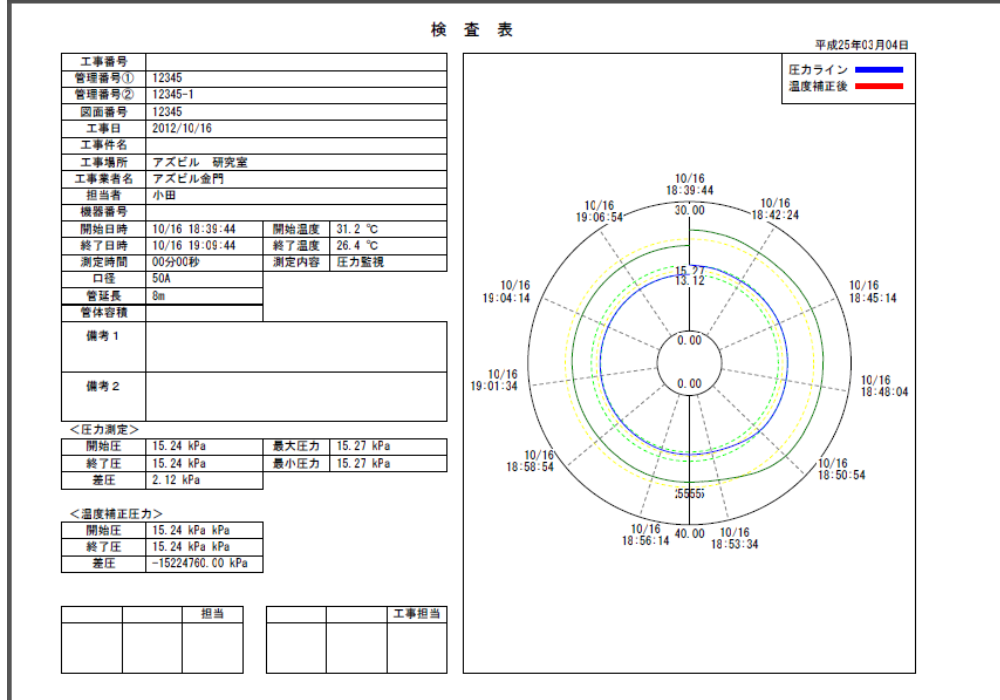 検 査 表
平成25年03月04日
工事番号
管理番号① 12345
管理番号② 12345-1
図面番号 12345
工事日 2012/10/16
工事件名
工事場所 アズビル 研究室
工事業者名 アズビル金門
担当者 小田
機器番号
開始日時 10/16 18:39:44 開始温度 31.2 ℃
終了日時 10/16 19:09:44 終了温度 26.4 ℃
測定時間 00分00秒 測定内容 圧力監視
口径 50A
管延長 8m
管体容積
備考1
備考2
＜圧力測定＞
開始圧 15.24 kPa 最大圧力 15.27 kPa
終了圧 15.24 kPa 最小圧力 15.27 kPa
差圧 2.12 kPa
＜温度補正圧力＞
開始圧 15.24 kPa kPa
終了圧 15.24 kPa kPa
差圧 -15224760.00 kPa
担当
工事担当
圧力ライン
温度補正後
10/16
18:39:44
30.00
10/16
18:42:24
10/16
18:45:14
10/16
18:48:04
10/16
18:50:54
10/16
18:53:34
40.00
10/16
18:56:14
10/16
18:58:54
10/16
19:01:34
10/16
19:04:14
10/16
19:06:54
15.27
13.12
0.00
0.00